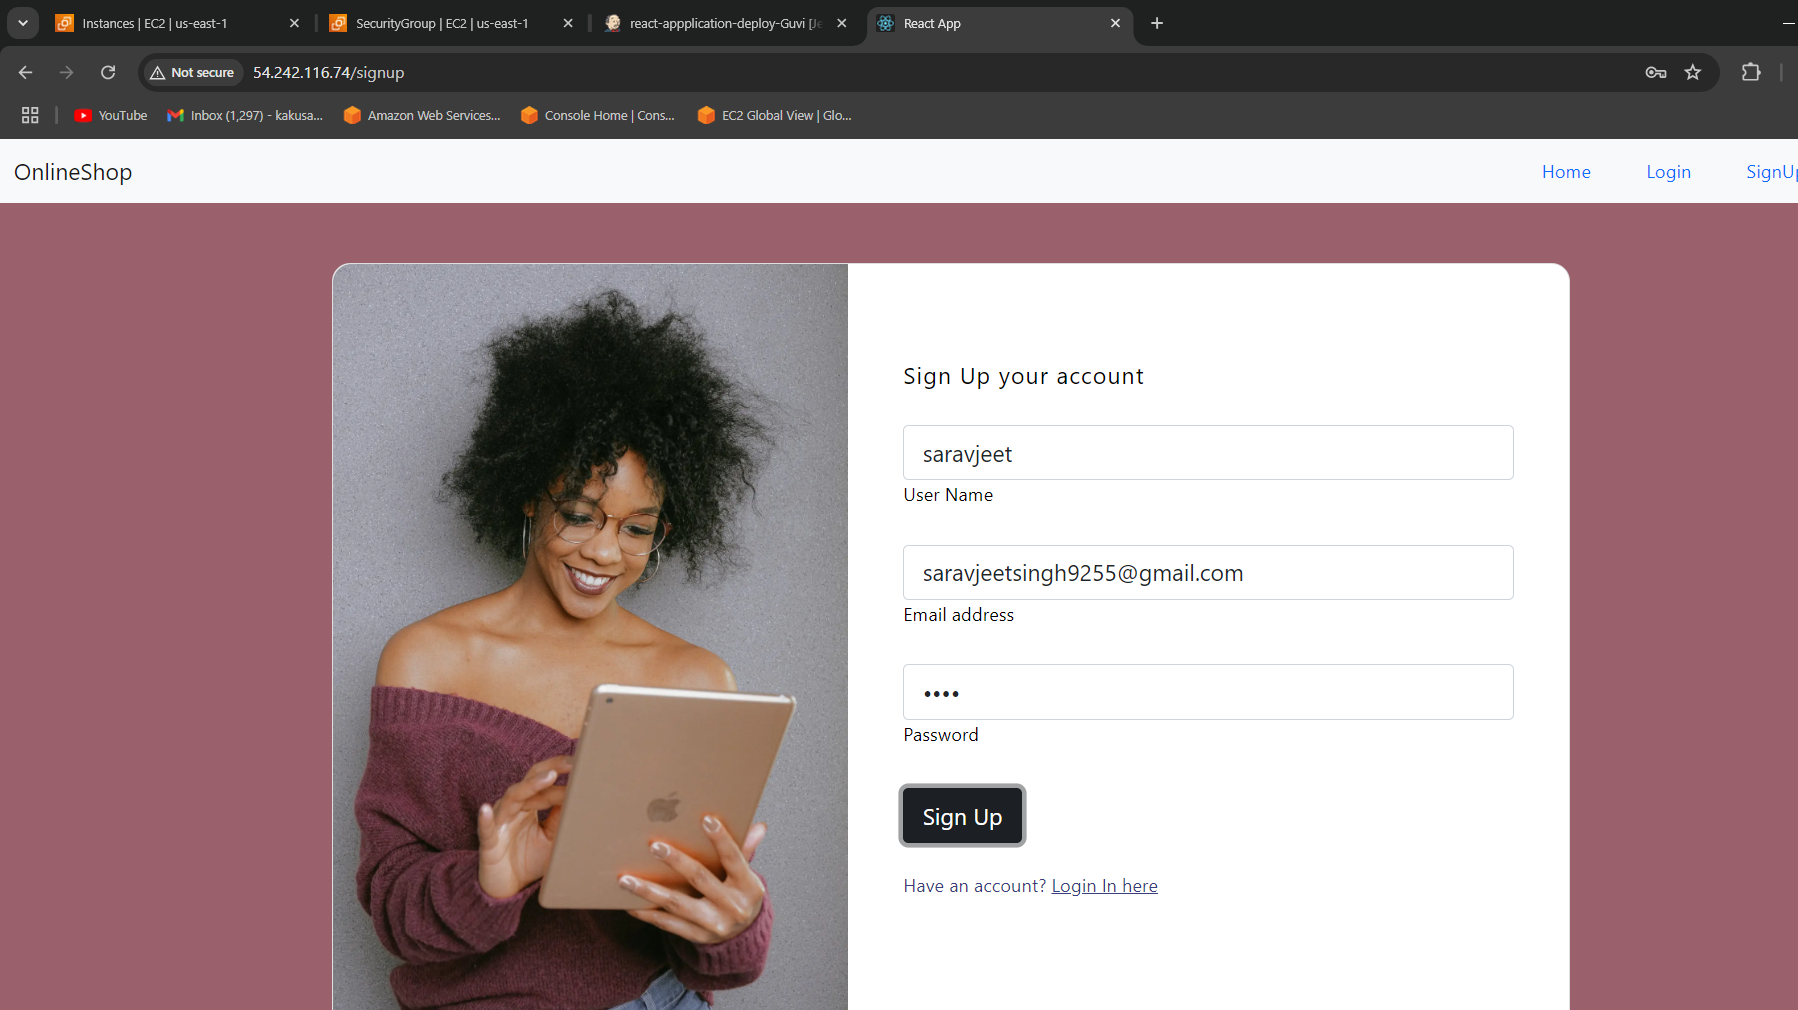 Instances | EC2 | us-east-1
SecurityGroup | EC2 | us-east-1
react-appplication-deploy-Guvi [Je
React App
Not secure
54.242.116.74/signup
YouTube
Inbox (1,297) - kakusa...
Amazon Web Services...
Console Home | Cons...
EC2 Global View | Glo...
OnlineShop
Home
Login
SignUp
Sign Up your account
saravjeet
User Name
saravjeetsingh9255@gmail.com
Email address
••••
Password
Sign Up
Have an account? Login In here